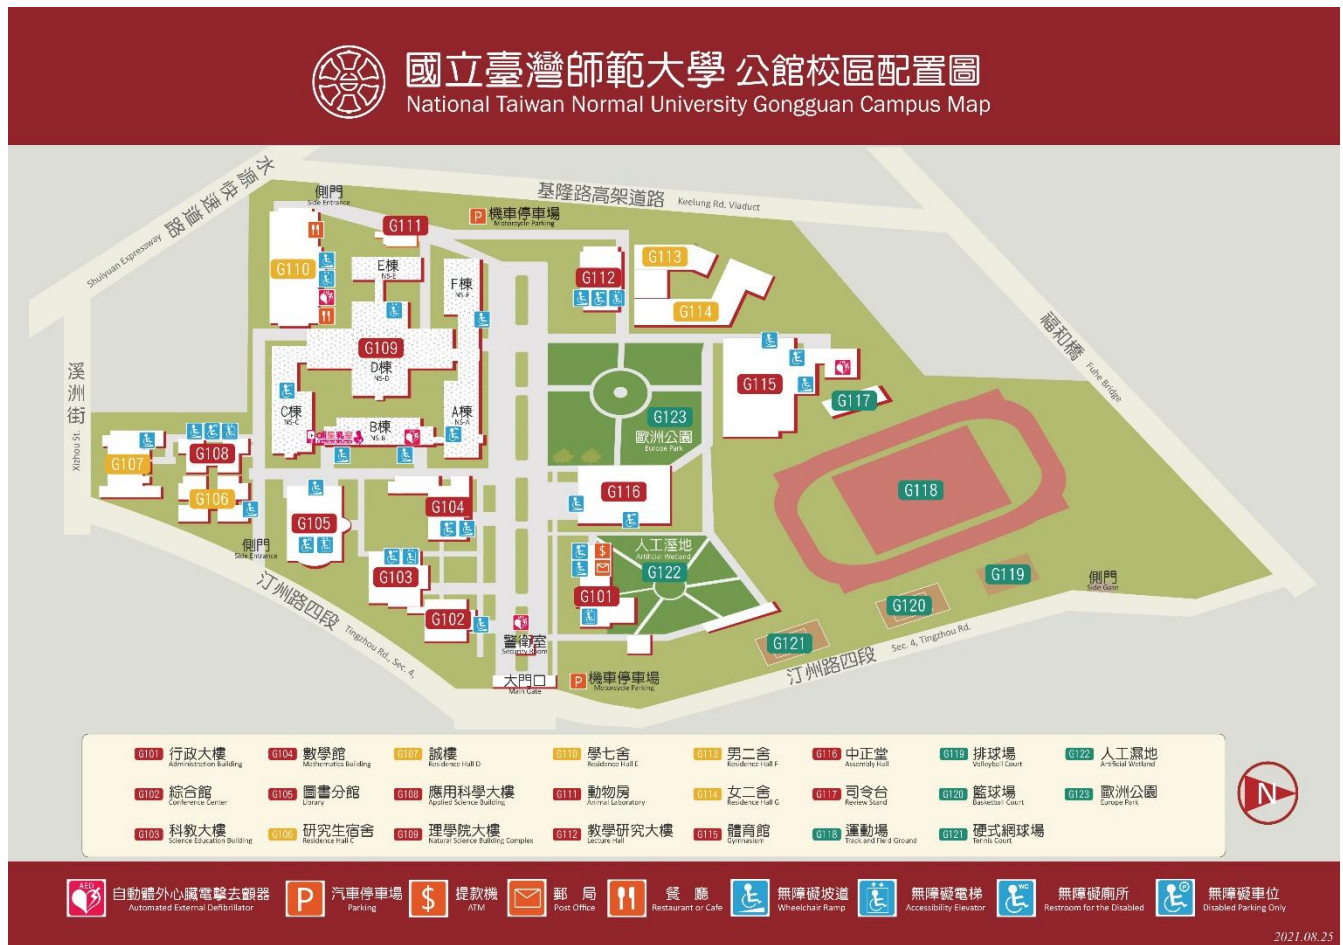 國立臺灣師範大學 公館校區配置圖
National Taiwan Normal University Gongguan Campus Map
水源快速道路
Shuiyuan Expressway
側門
Side Entrance
基隆路高架道路 Keelung Rd. Viaduct
P 機車停車場
Motorcycle Parking
G111
G110
E棟
NS-E
F棟
NS-F
G112
G113
G114
福和橋 Fuhe Bridge
溪洲街
Xizhou St.
G109
D棟
NS-D
C棟
NS-C
B棟
NS-B
A棟
NS-A
G115
G117
G123
歐洲公園
Europe Park
G107
G108
G106
G105
G104
G116
G118
側門
Side Entrance
G103
G102
人工溼地
Artificial Wetland
G122
$
G101
G119
G120
G121
側門
Side Gate
汀州路四段 Tingzhou Rd., Sec. 4,
警衛室
Security Room
大門口
Main Gate
P 機車停車場
Motorcycle Parking
汀州路四段 Sec. 4, Tingzhou Rd.
G101 行政大樓
Administration Building
G102 綜合館
Conference Center
G103 科教大樓
Science Education Building
G104 數學館
Mathematics Building
G105 圖書分館
Library
G106 研究生宿舍
Residence Hall C
G107 誠樓
Residence Hall D
G108 應用科學大樓
Applied Science Building
G109 理學院大樓
Natural Science Building Complex
G110 學七舍
Residence Hall E
G111 動物房
Animal Laboratory
G112 教學研究大樓
Lecture Hall
G113 男二舍
Residence Hall F
G114 女二舍
Residence Hall G
G115 體育館
Gymnasium
G116 中正堂
Assembly Hall
G117 司令台
Review Stand
G118 運動場
Track and Field Ground
G119 排球場
Volleyball Court
G120 籃球場
Basketball Court
G121 硬式網球場
Tennis Court
G122 人工濕地
Artificial Wetland
G123 歐洲公園
Europe Park
N
AED 自動體外心臟電擊去顫器
Automated External Defibrillator
P 汽車停車場
Parking
$ 提款機
ATM
郵 局
Post Office
餐 廳
Restaurant or Cafe
無障礙坡道
Wheelchair Ramp
無障礙電梯
Accessibility Elevator
WC 無障礙廁所
Restroom for the Disabled
P 無障礙車位
Disabled Parking Only
2021.08.25